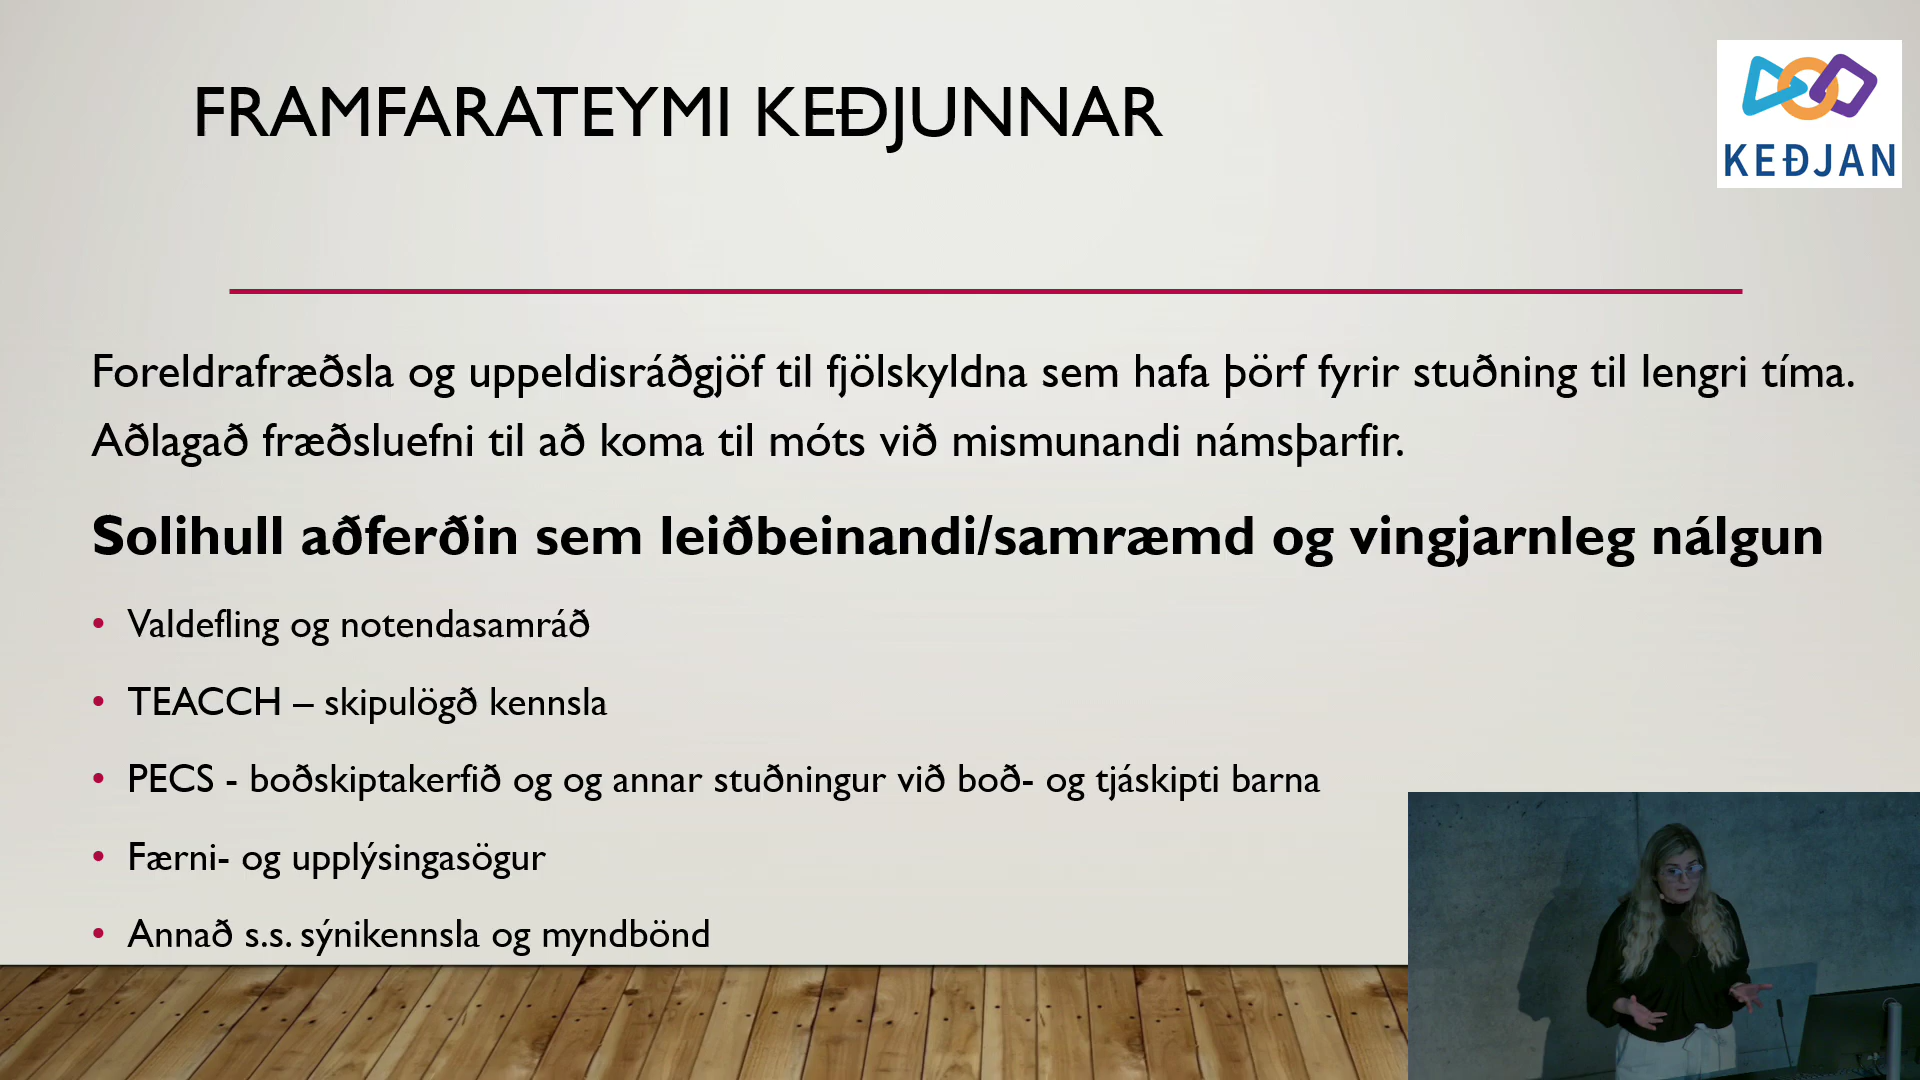 FRAMFARATEYMI KEÐJUNNAR
KEÐJAN
Foreldrafræðsla og uppeldisráðgjöf til fjölskyldna sem hafa þörf fyrir stuðning til lengri tíma.
Aðlagað fræðsluefni til að koma til móts við mismunandi námsþarfir.
Solihull aðferðin sem leiðbeinandi/samræmd og vingjarnleg nálgun
• Valdefling og notendasamráð
• TEACCH – skipulögð kennsla
• PECS - boðskiptakerfið og og annar stuðningur við boð- og tjáskipti barna
• Færni- og upplýsingasögur
• Annað s.s. sýnikennsla og myndbönd